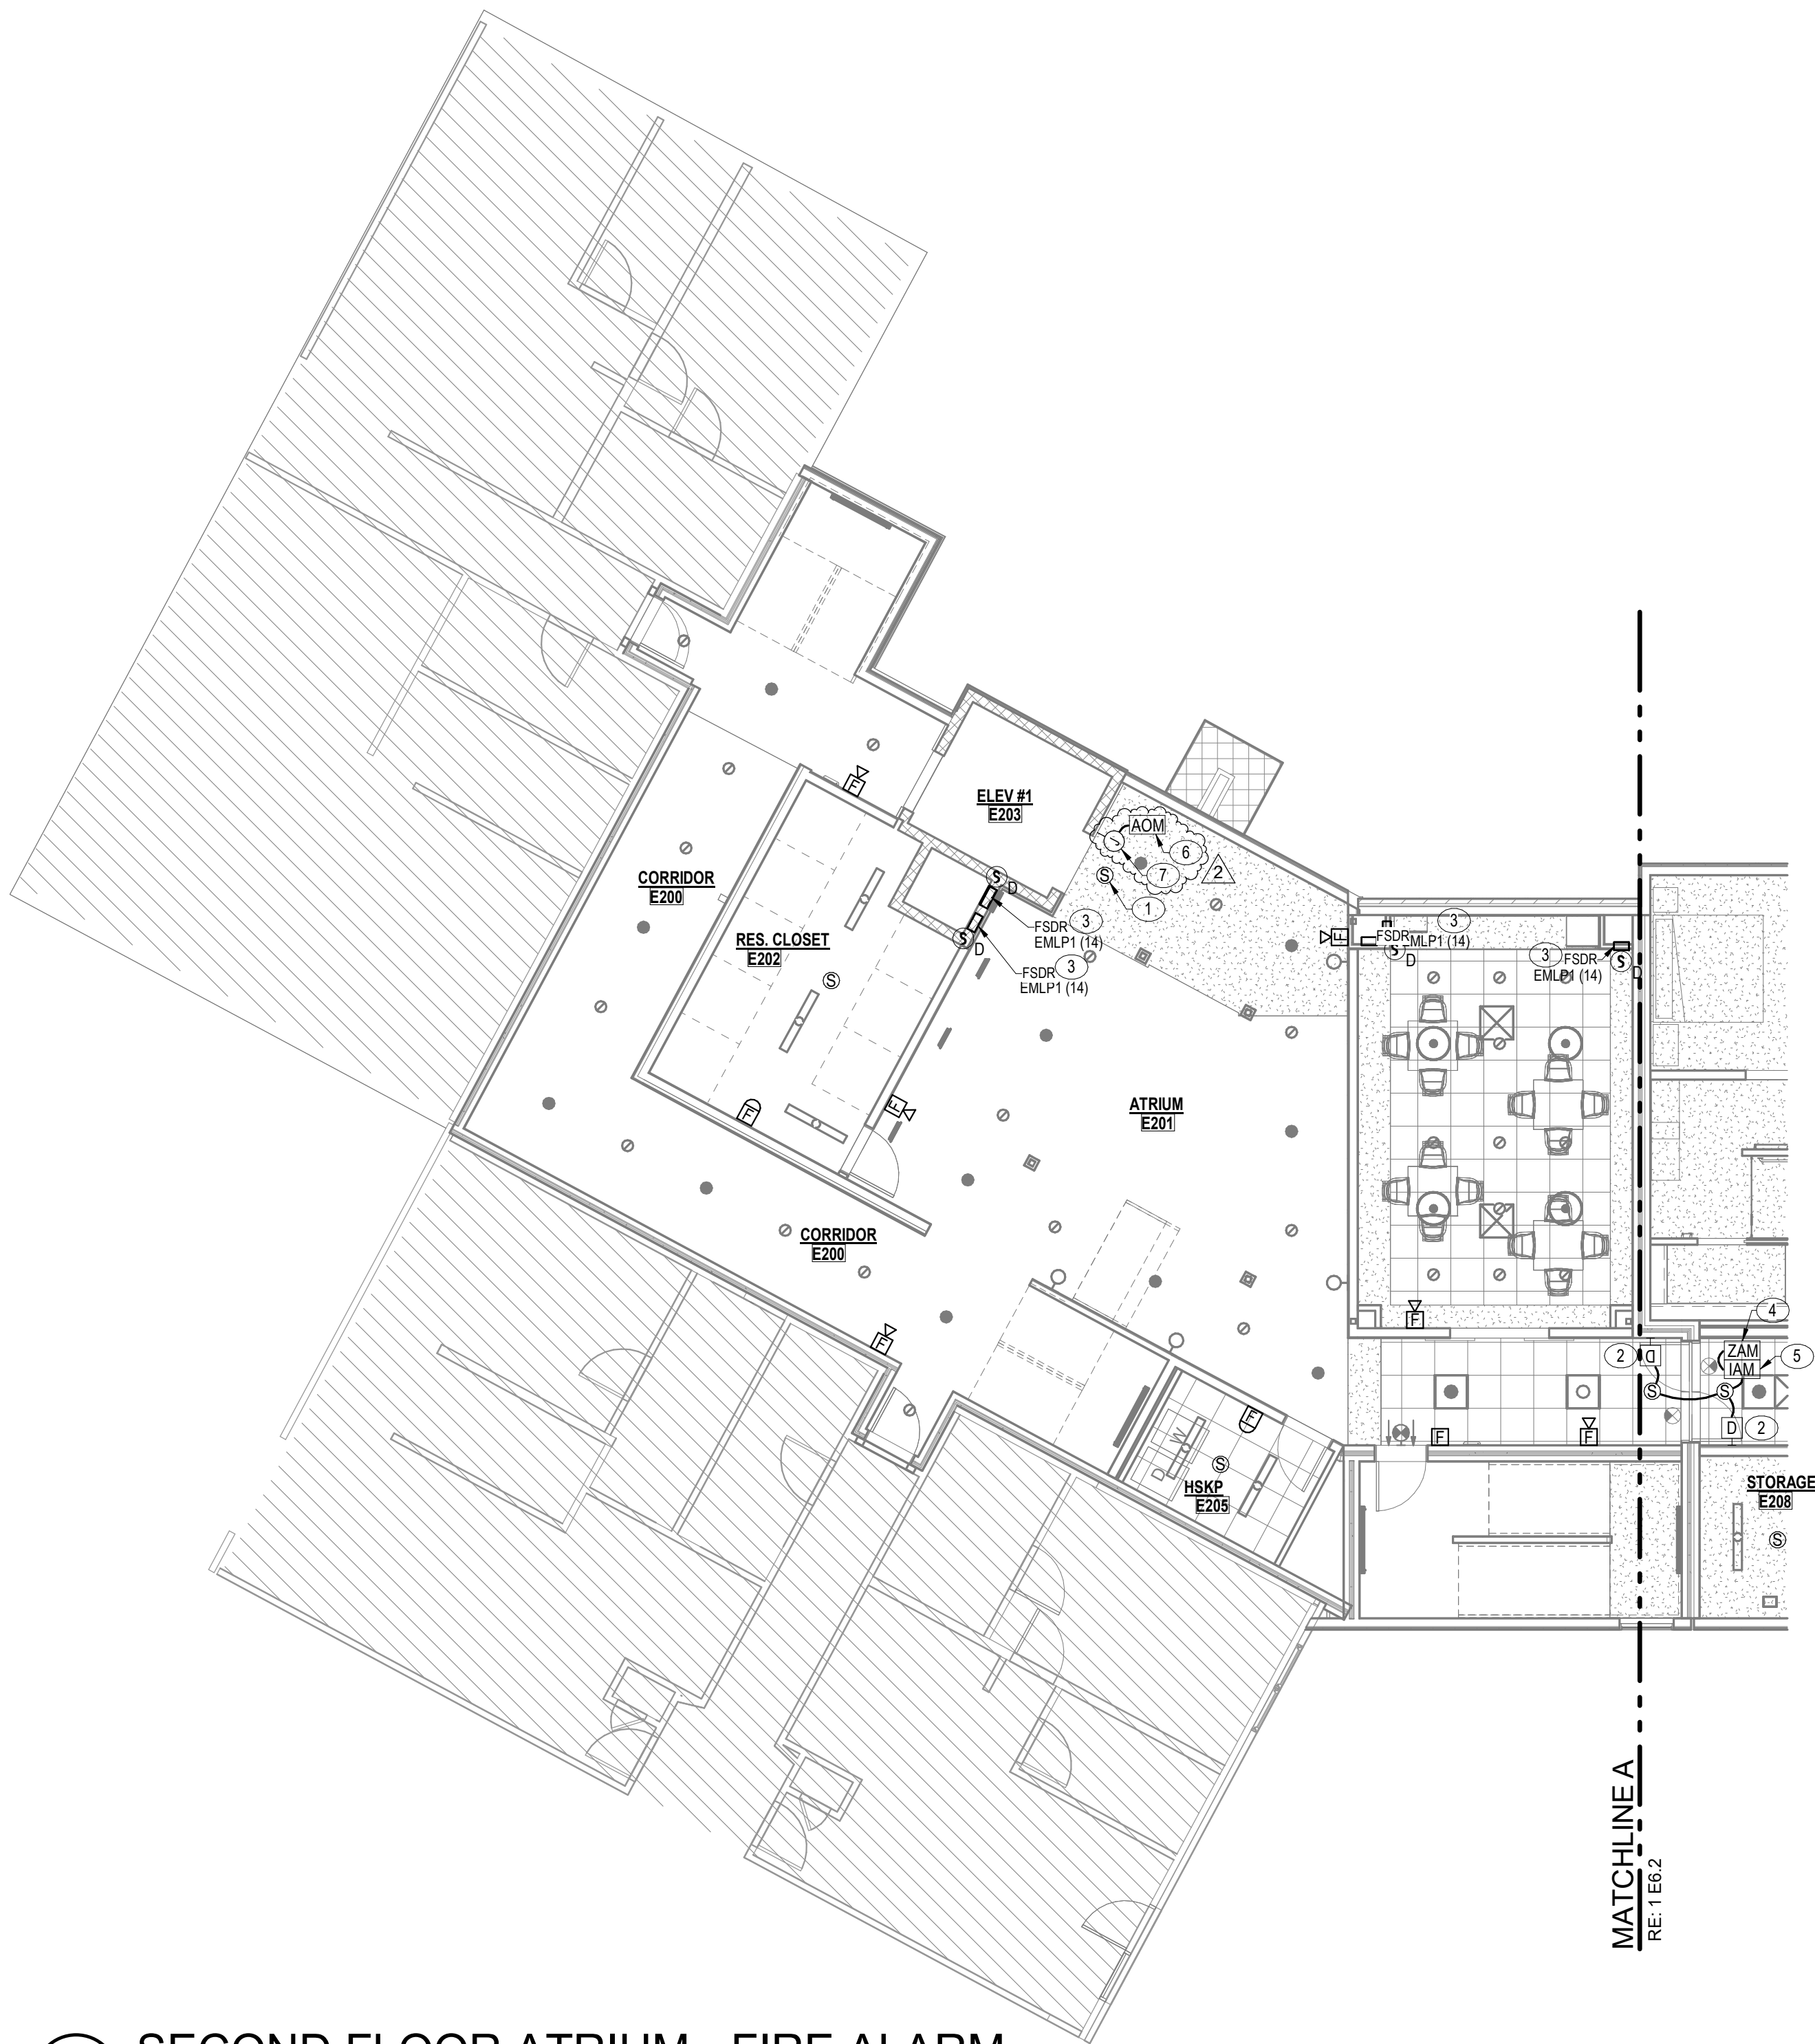 ELEV #1
E203
AOM
6
7
2
S
1
CORRIDOR
E200
S
D
3
FSDR
EMLP1 (14)
S
D
3
FSDR
EMLP1 (14)
RES. CLOSET
E202
S
F
F
F
F
3
FSDR
MLP1 (14)
S
D
3
FSDR
EMLP1 (14)
S
D
ATRIUM
E201
CORRIDOR
E200
F
F
4
2
D
ZAM
IAM
5
S
S
D
2
F
F
F
W
D
S
HSKP
E205
STORAGE
E208
S
MATCHLINE A
RE: 1 E6.2
SECOND FLOOR ATRIUM - FIRE ALARM